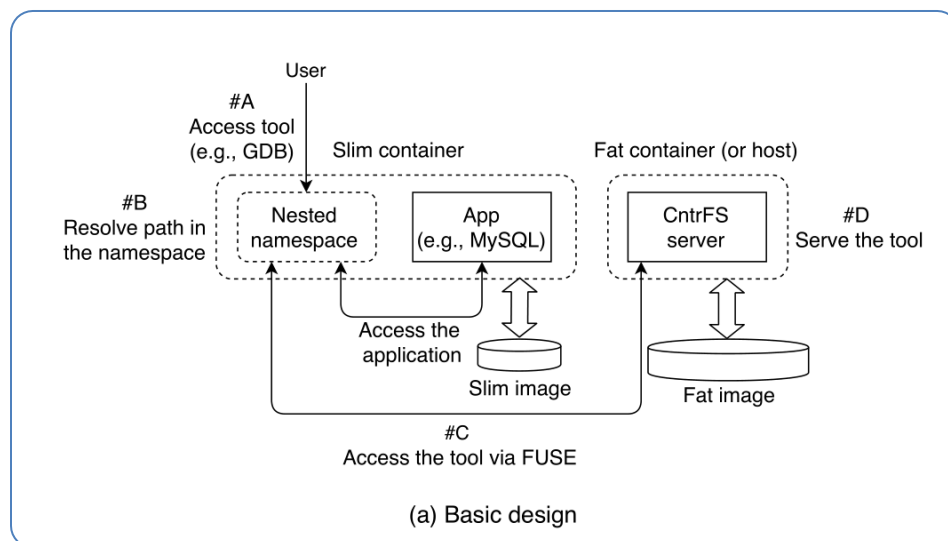 User
#A
Access tool
(e.g., GDB)
Slim container
Fat container (or host)
#B
Resolve path in
the namespace
Nested
namespace
App
(e.g., MySQL)
CntrFS
server
#D
Serve the tool
Access the
application
Slim image
Fat image
#C
Access the tool via FUSE
(a) Basic design